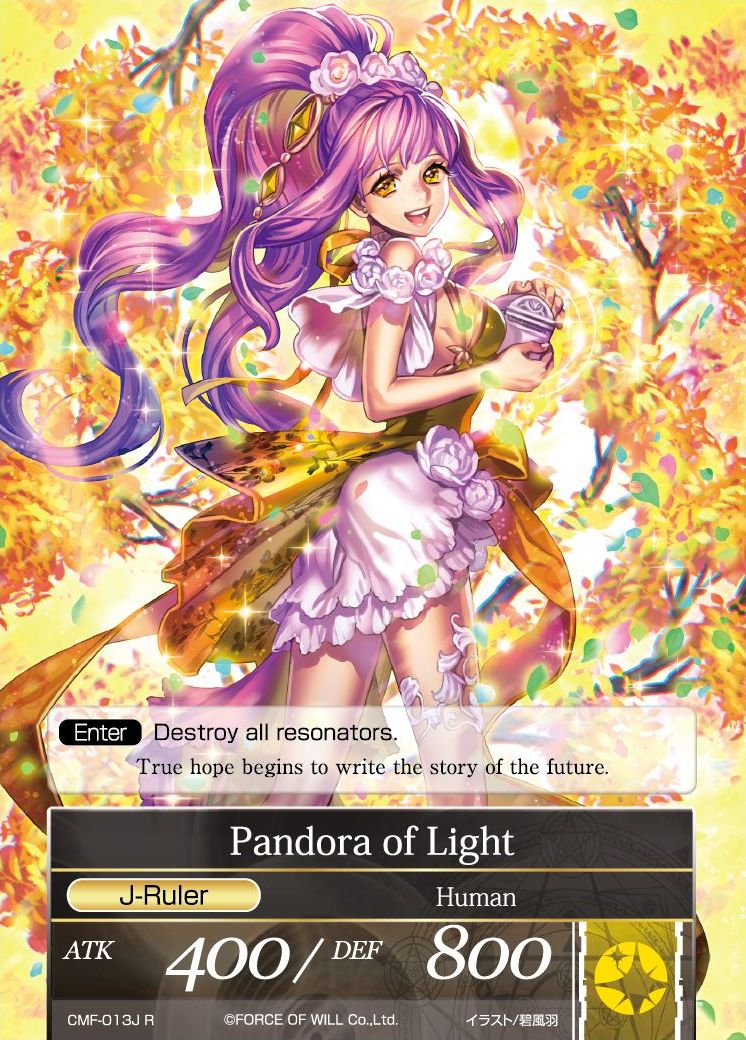 Enter Destroy all resonators.
True hope begins to write the story of the future.
Pandora of Light
J-Ruler Human
ATK 400 / DEF 800
CMF-013J R ©FORCE OF WILL Co.,Ltd. イラスト/碧風羽